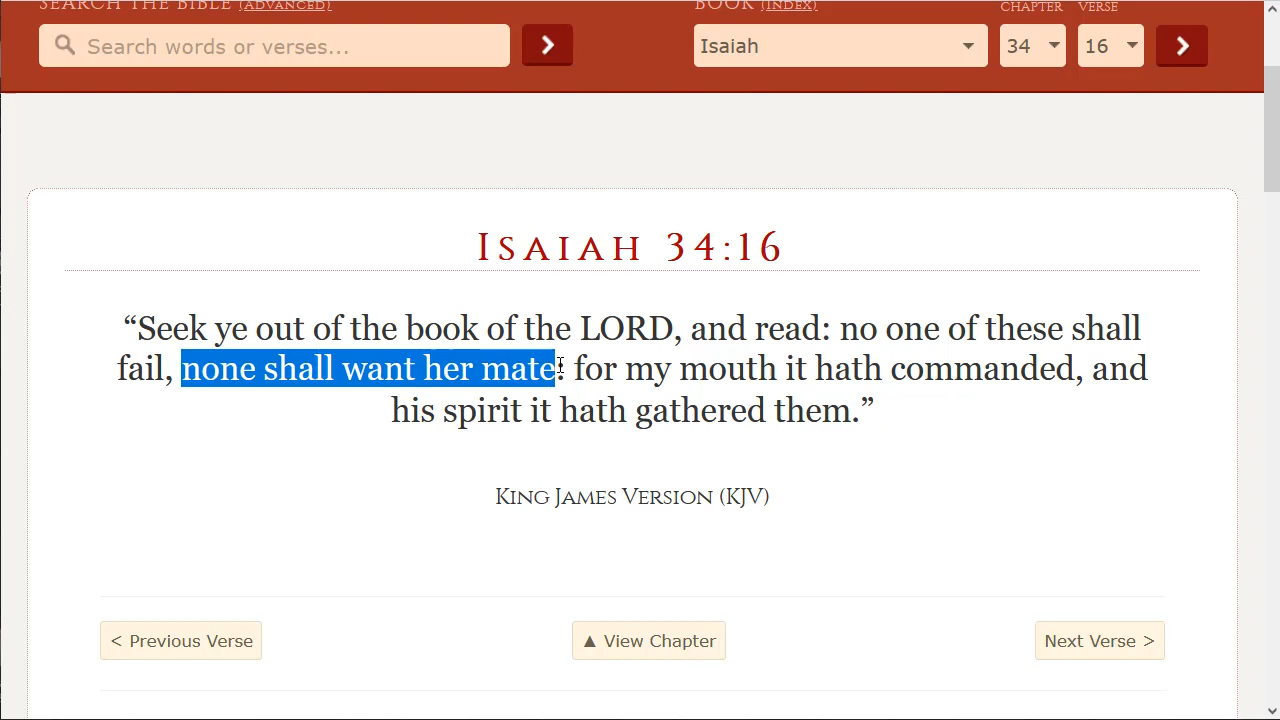 SEARCH THE BIBLE (ADVANCED)
BOOK (INDEX)
CHAPTER VERSE
Search words or verses...
Isaiah
34
16
Isaiah 34:16
“Seek ye out of the book of the LORD, and read: no one of these shall
fail, none shall want her mate: for my mouth it hath commanded, and
his spirit it hath gathered them.”
King James Version (KJV)
< Previous Verse
▲ View Chapter
Next Verse >